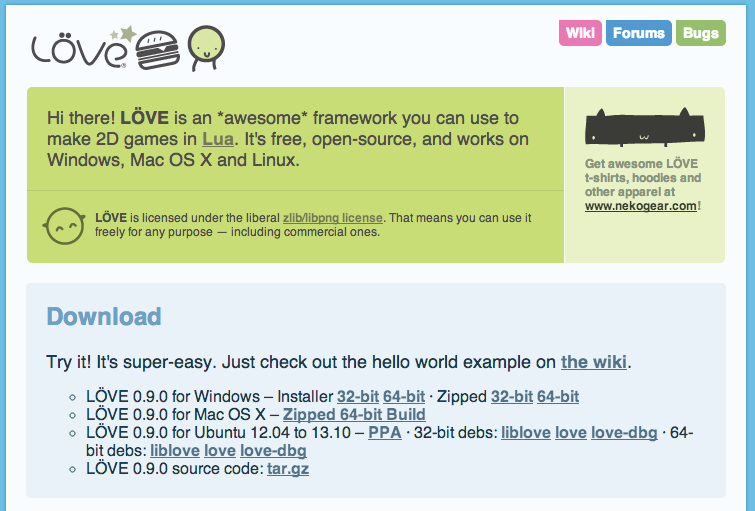 LÖVE
Wiki Forums Bugs
Hi there! LÖVE is an *awesome* framework you can use to
make 2D games in Lua. It's free, open-source, and works on
Windows, Mac OS X and Linux.
LÖVE is licensed under the liberal zlib/libpng license. That means you can use it
freely for any purpose — including commercial ones.
Get awesome LÖVE
t-shirts, hoodies and
other apparel at
www.nekogear.com!
Download
Try it! It's super-easy. Just check out the hello world example on the wiki.
LÖVE 0.9.0 for Windows – Installer 32-bit 64-bit · Zipped 32-bit 64-bit
LÖVE 0.9.0 for Mac OS X – Zipped 64-bit Build
LÖVE 0.9.0 for Ubuntu 12.04 to 13.10 – PPA · 32-bit debs: liblove love love-dbg · 64-
bit debs: liblove love love-dbg
LÖVE 0.9.0 source code: tar.gz